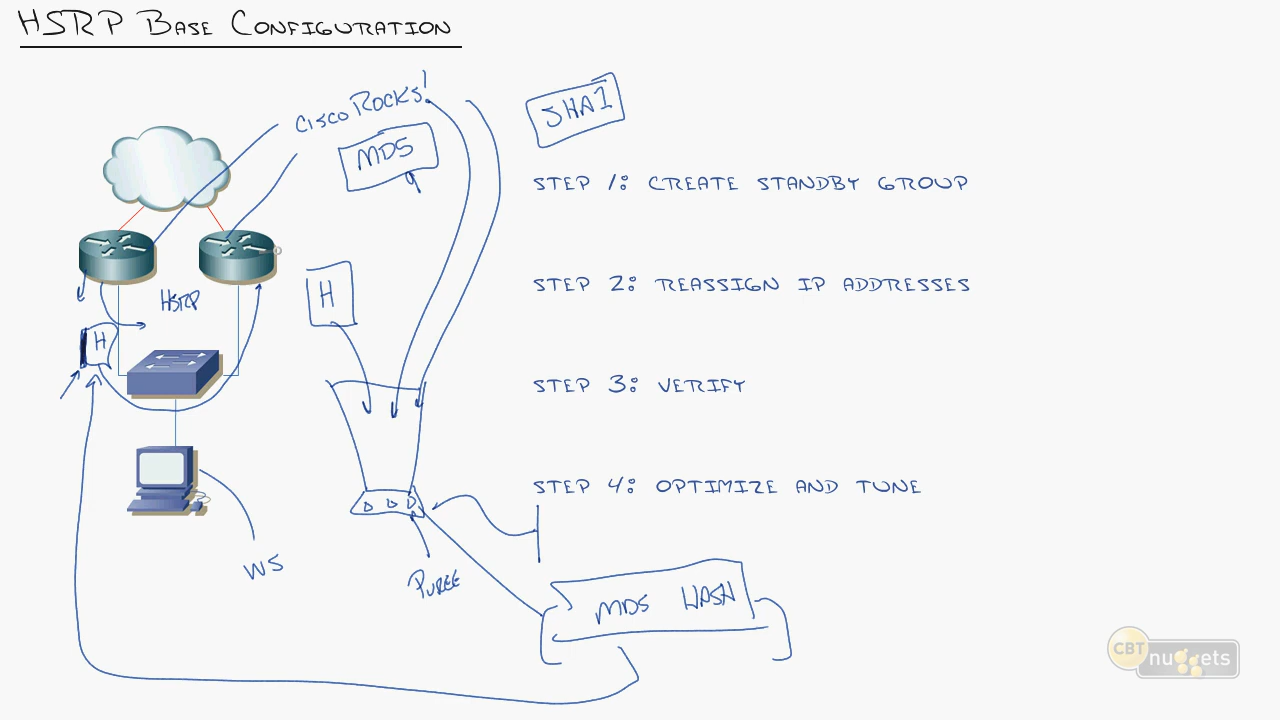 HSRP BASE CONFIGURATION
CISCO ROCKS!
MD5
SHA1
STEP 1: CREATE STANDBY GROUP
STEP 2: REASSIGN IP ADDRESSES
HSRP
H
H
STEP 3: VERIFY
STEP 4: OPTIMIZE AND TUNE
WS
PUREE
MD5 HASH
CBT nuggets